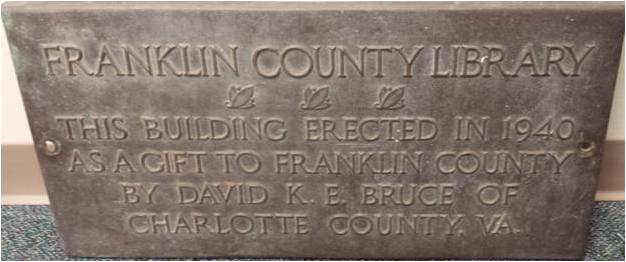 FRANKLIN COUNTY LIBRARY
THIS BUILDING ERECTED IN 1940
AS A GIFT TO FRANKLIN COUNTY
BY DAVID K. E. BRUCE OF
CHARLOTTE COUNTY, VA.